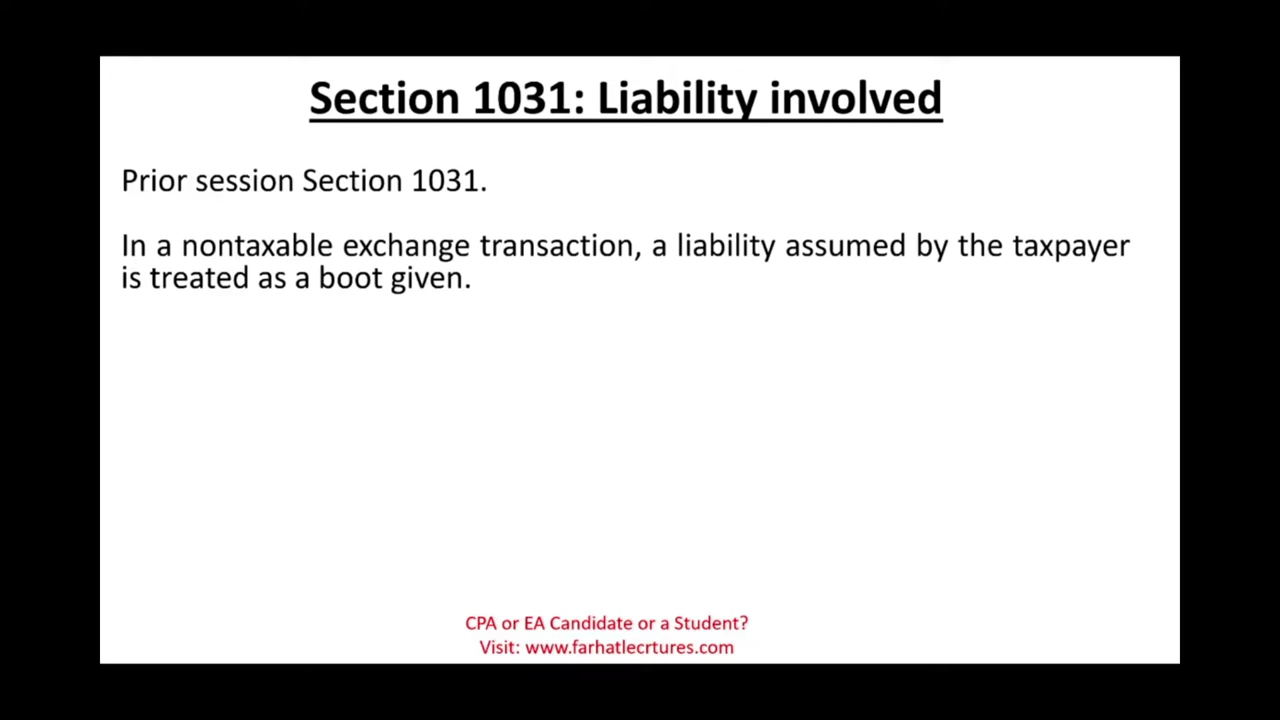 Section 1031: Liability involved
Prior session Section 1031.
In a nontaxable exchange transaction, a liability assumed by the taxpayer
is treated as a boot given.
CPA or EA Candidate or a Student?
Visit: www.farhatlecrtures.com